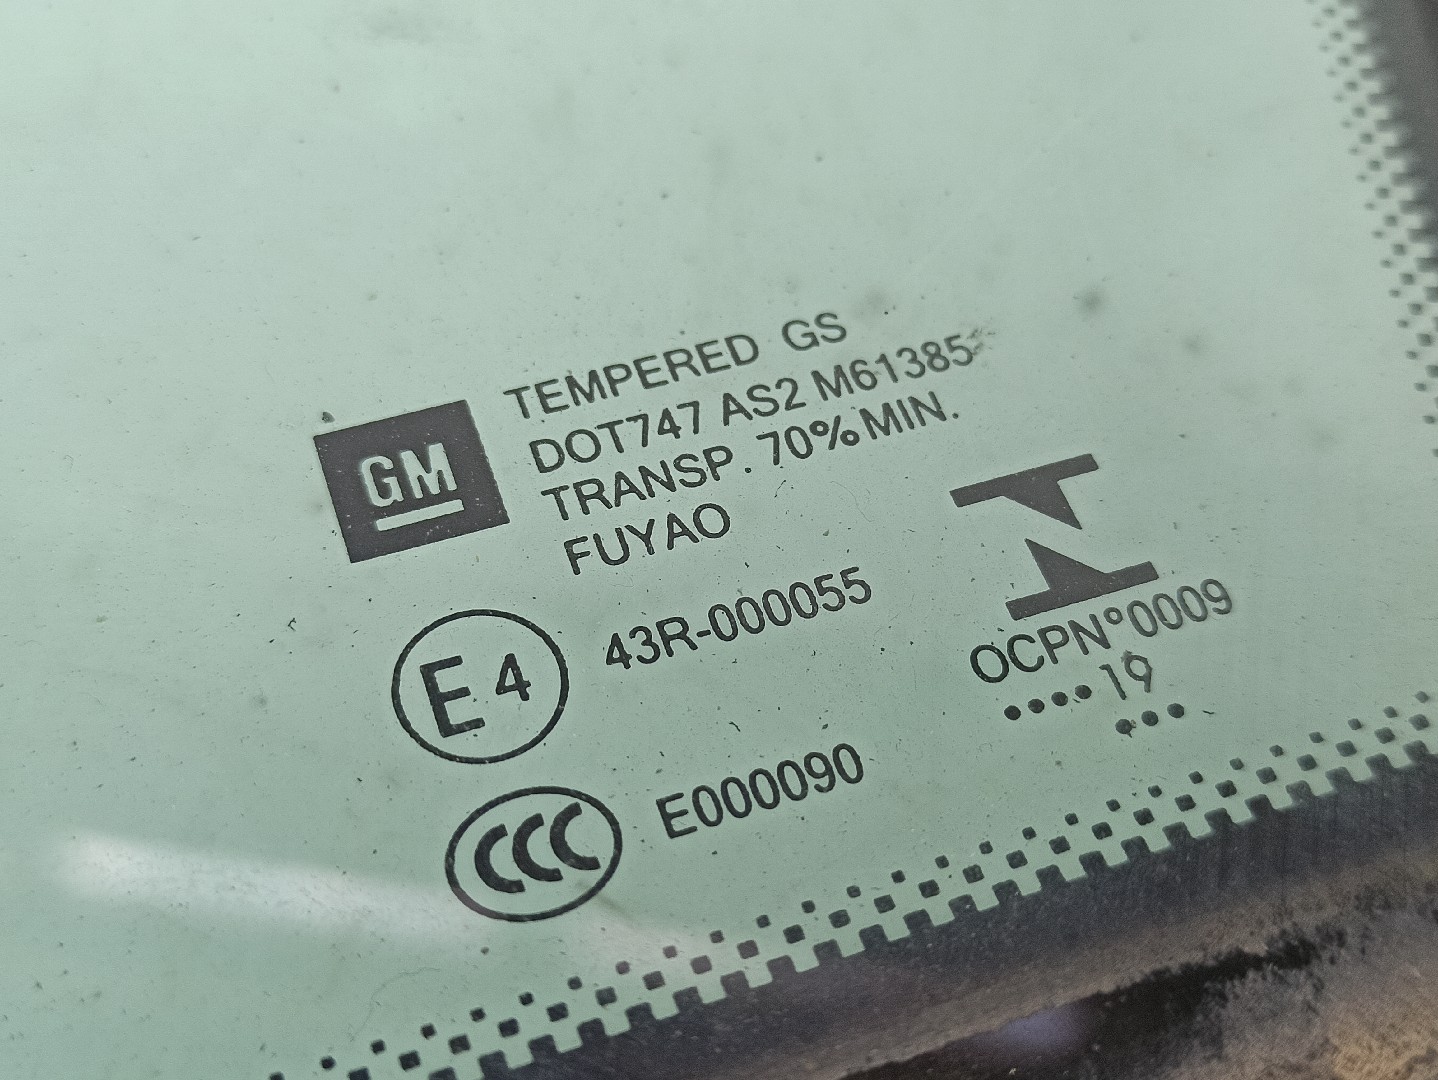 GM
TEMPERED GS
DOT747 AS2 M61385
TRANSP. 70% MIN.
FUYAO
E4
43R-000055
OCPN°0009
•••• 19
•••
CCC
E000090